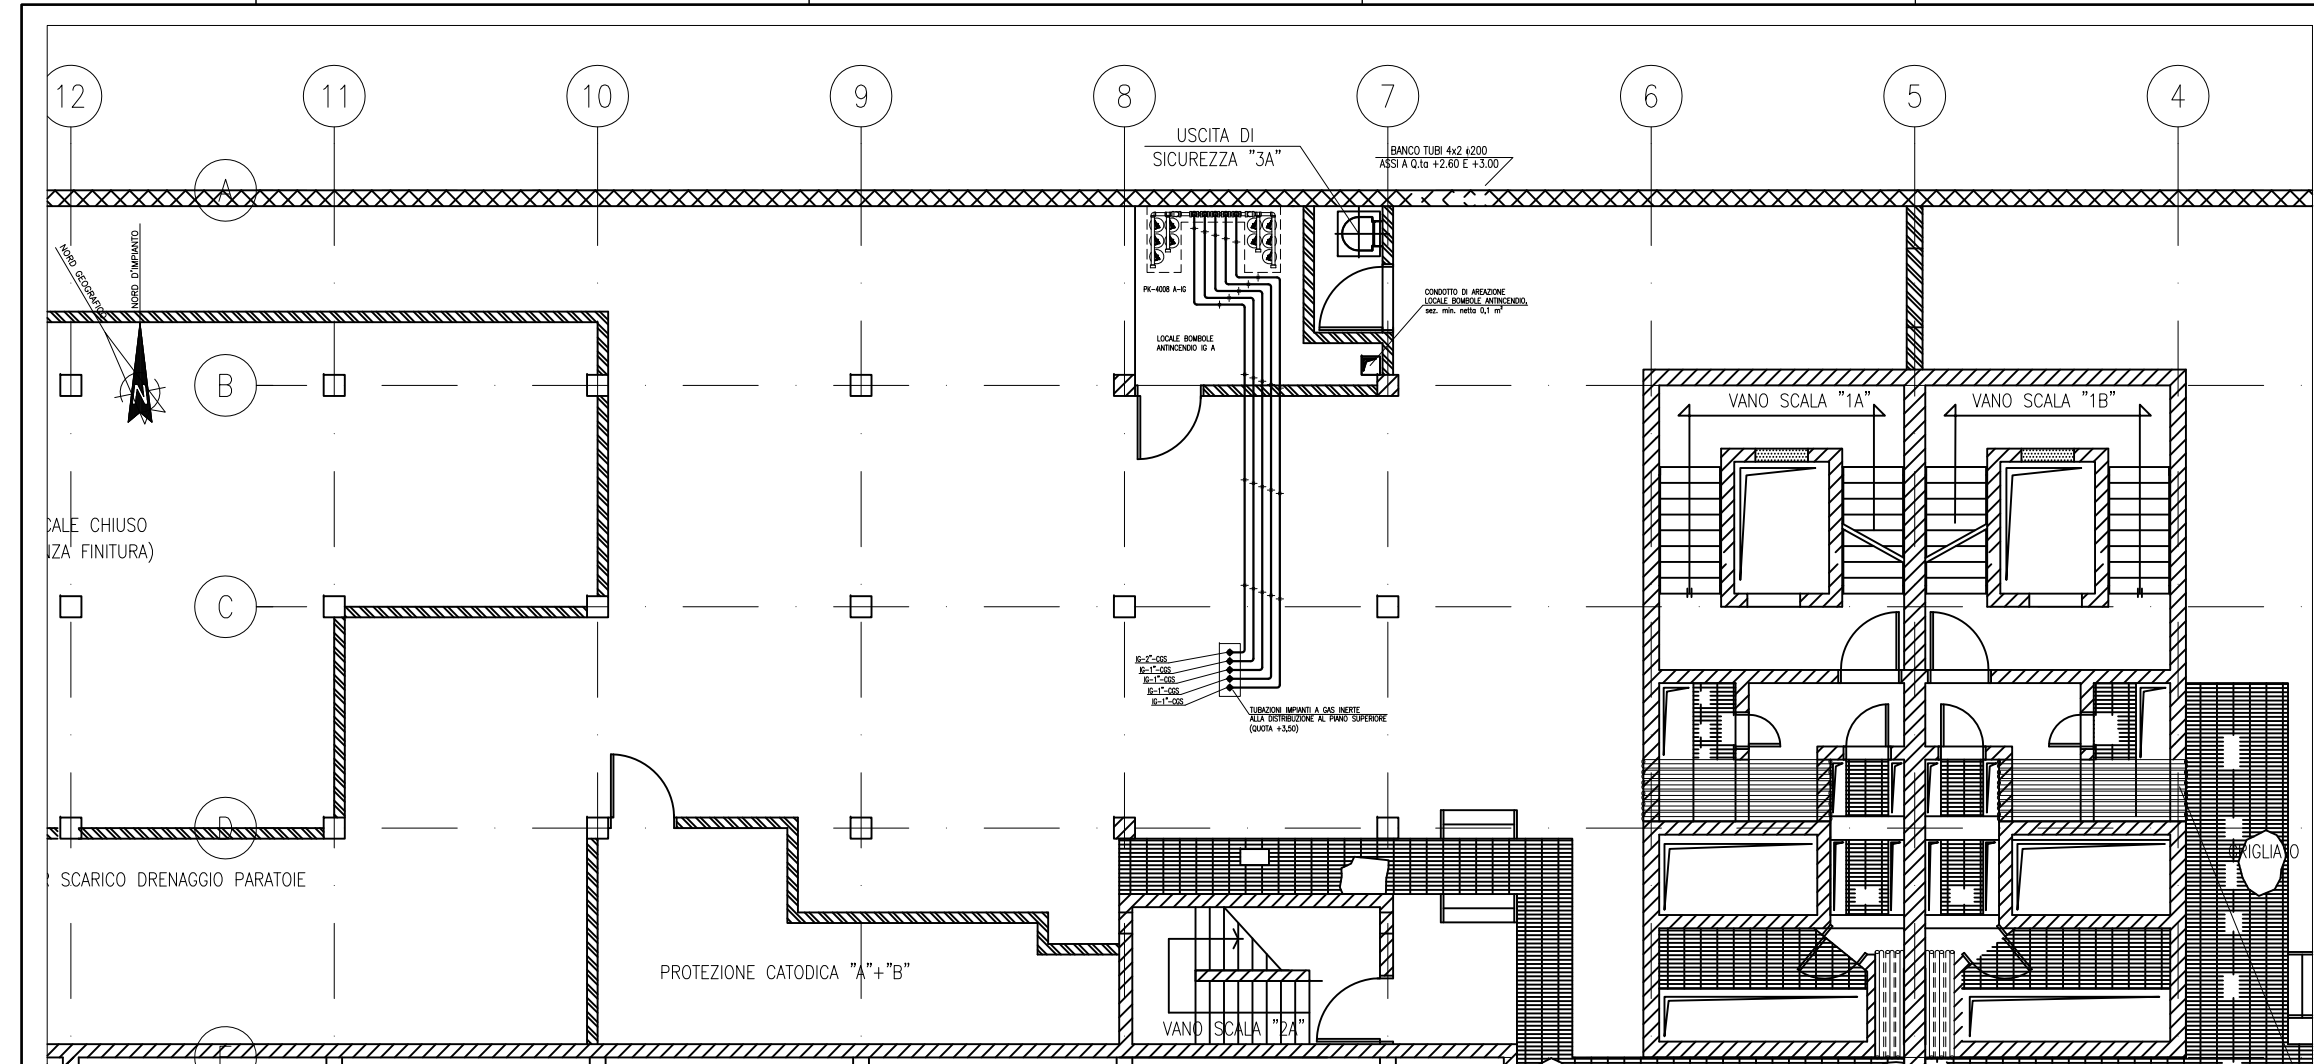 12
11
10
9
8
7
6
5
4
USCITA DI
SICUREZZA "3A"
BANCO TUBI 4x2 ϕ200
ASSI A Q.ta +2.60 E +3.00
A
NORD GEOGRAFICO
NORD D'IMPIANTO
N
PK-4008 A-IG
CONDOTTO DI AREAZIONE
LOCALE BOMBOLE ANTINCENDIO,
sez. min. netta 0,1 m²
LOCALE BOMBOLE
ANTINCENDIO IG A
B
VANO SCALA "1A"
VANO SCALA "1B"
CALE CHIUSO
NZA FINITURA)
C
IG-2"-CGS
IG-1"-CGS
IG-1"-CGS
IG-1"-CGS
IG-1"-CGS
TUBAZIONI IMPIANTI A GAS INERTE
ALLA DISTRIBUZIONE AL PIANO SUPERIORE
(QUOTA +3,50)
D
GRIGLIATO
R SCARICO DRENAGGIO PARATOIE
PROTEZIONE CATODICA "A"+"B"
VANO SCALA "2A"